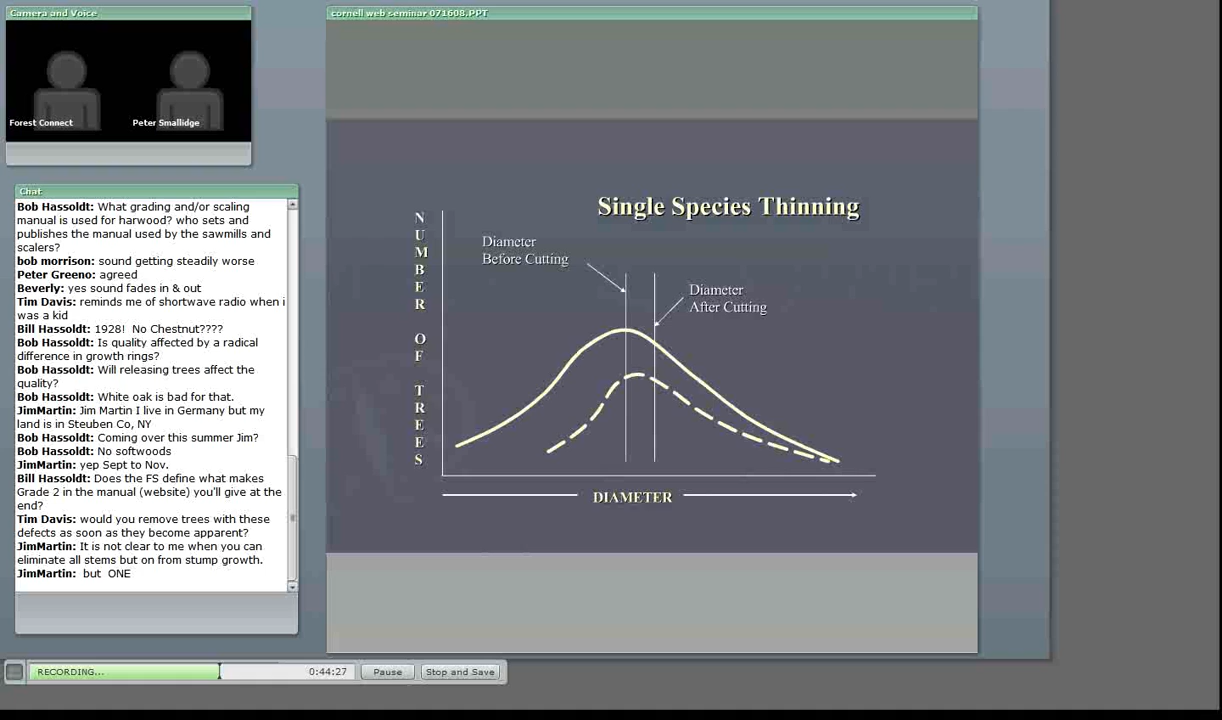 Camera and Voice
Forest Connect
Peter Smallidge
Chat
Bob Hassoldt: What grading and/or scaling
manual is used for harwood? who sets and
publishes the manual used by the sawmills and
scalers?
bob morrison: sound getting steadily worse
Peter Greeno: agreed
Beverly: yes sound fades in & out
Tim Davis: reminds me of shortwave radio when i
was a kid
Bill Hassoldt: 1928! No Chestnut????
Bob Hassoldt: Is quality affected by a radical
difference in growth rings?
Bob Hassoldt: Will releasing trees affect the
quality?
Bob Hassoldt: White oak is bad for that.
JimMartin: Jim Martin I live in Germany but my
land is in Steuben Co, NY
Bob Hassoldt: Coming over this summer Jim?
Bob Hassoldt: No softwoods
JimMartin: yep Sept to Nov.
Bill Hassoldt: Does the FS define what makes
Grade 2 in the manual (website) you'll give at the
end?
Tim Davis: would you remove trees with these
defects as soon as they become apparent?
JimMartin: It is not clear to me when you can
eliminate all stems but on from stump growth.
JimMartin: but ONE
cornell web seminar 071608.PPT
Single Species Thinning
NUMBER OF TREES
Diameter
Before Cutting
Diameter
After Cutting
DIAMETER
RECORDING...
0:44:27
Pause
Stop and Save